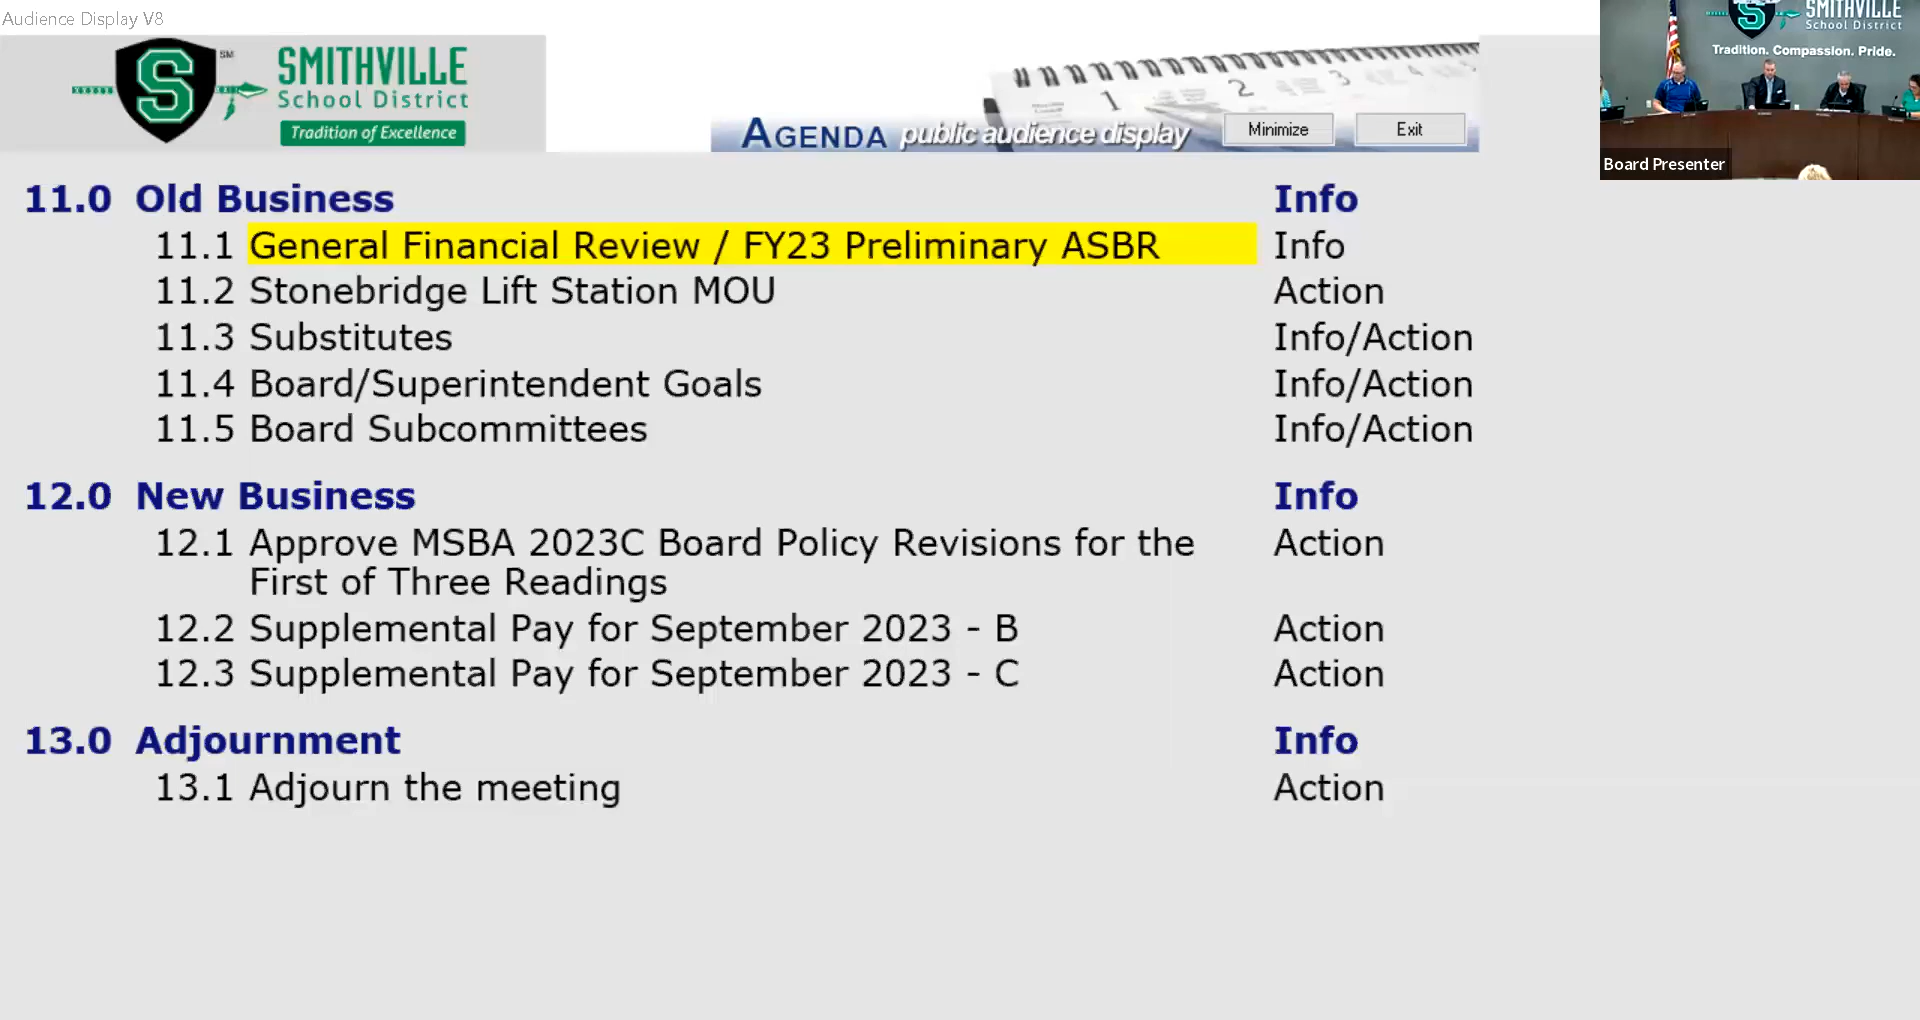 Audience Display V8
S
SM
SMITHVILLE
School District
Tradition of Excellence
AGENDA public audience display
1 2 3 4
Minimize
Exit
S
SMITHVILLE
School District
Tradition. Compassion. Pride.
Board Presenter
11.0 Old Business Info
11.1 General Financial Review / FY23 Preliminary ASBR Info
11.2 Stonebridge Lift Station MOU Action
11.3 Substitutes Info/Action
11.4 Board/Superintendent Goals Info/Action
11.5 Board Subcommittees Info/Action
12.0 New Business Info
12.1 Approve MSBA 2023C Board Policy Revisions for the Action
First of Three Readings
12.2 Supplemental Pay for September 2023 - B Action
12.3 Supplemental Pay for September 2023 - C Action
13.0 Adjournment Info
13.1 Adjourn the meeting Action